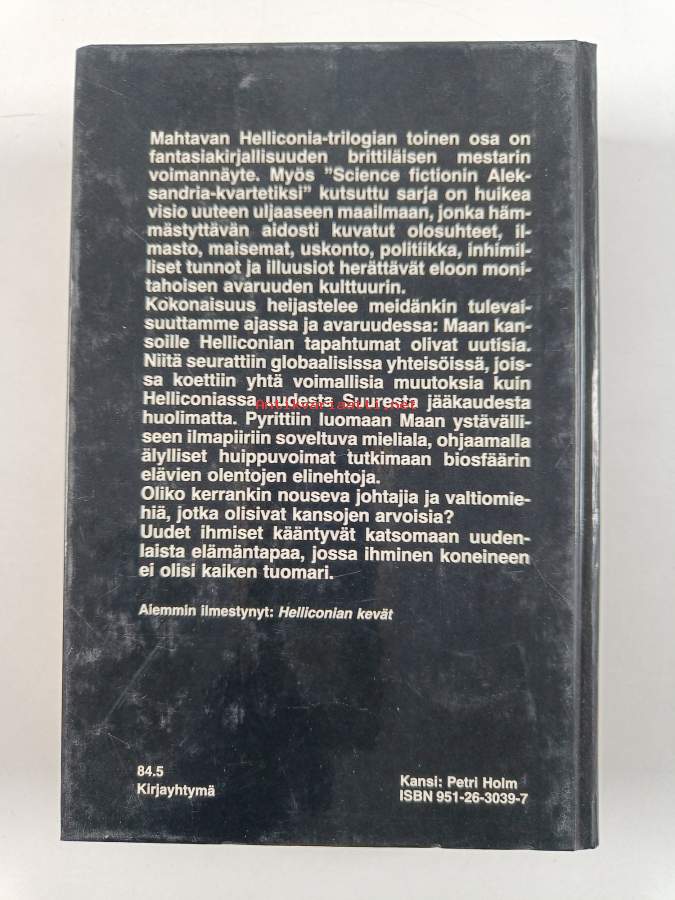 Mahtavan Helliconia-trilogian toinen osa on
fantasiakirjallisuuden brittiläisen mestarin
voimannäyte. Myös ”Science fictionin Alek-
sandria-kvartetiksi” kutsuttu sarja on huikea
visio uuteen uljaaseen maailmaan, jonka häm-
mästyttävän aidosti kuvatut olosuhteet, il-
masto, maisemat, uskonto, politiikka, inhimil-
liset tunnot ja illuusiot herättävät eloon moni-
tahoisen avaruuden kulttuurin.
Kokonaisuus heijastelee meidänkin tulevai-
suuttamme ajassa ja avaruudessa: Maan kan-
soille Helliconian tapahtumat olivat uutisia.
Niitä seurattiin globaalisissa yhteisöissä, jois-
sa koettiin yhtä voimallisia muutoksia kuin
Helliconiassa uudesta Suuresta jääkaudesta
Antikvariaatti.net
huolimatta. Pyrittiin luomaan Maan ystävälli-
seen ilmapiiriin soveltuva mieliala, ohjaamalla
älylliset huippuvoimat tutkimaan biosfäärin
elävien olentojen elinehtoja.
Oliko kerrankin nouseva johtajia ja valtiomie-
hiä, jotka olisivat kansojen arvoisia?
Uudet ihmiset kääntyvät katsomaan uuden-
laista elämäntapaa, jossa ihminen koneineen
ei olisi kaiken tuomari.
Aiemmin ilmestynyt: Helliconian kevät
84.5
Kirjayhtymä
Kansi: Petri Holm
ISBN 951-26-3039-7